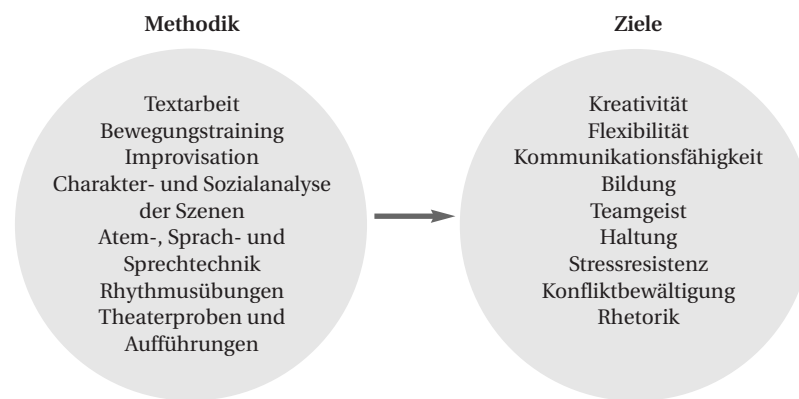 Methodik
Textarbeit
Bewegungstraining
Improvisation
Charakter- und Sozialanalyse
der Szenen
Atem-, Sprach- und
Sprechtechnik
Rhythmusübungen
Theaterproben und
Aufführungen
Ziele
Kreativität
Flexibilität
Kommunikationsfähigkeit
Bildung
Teamgeist
Haltung
Stressresistenz
Konfliktbewältigung
Rhetorik